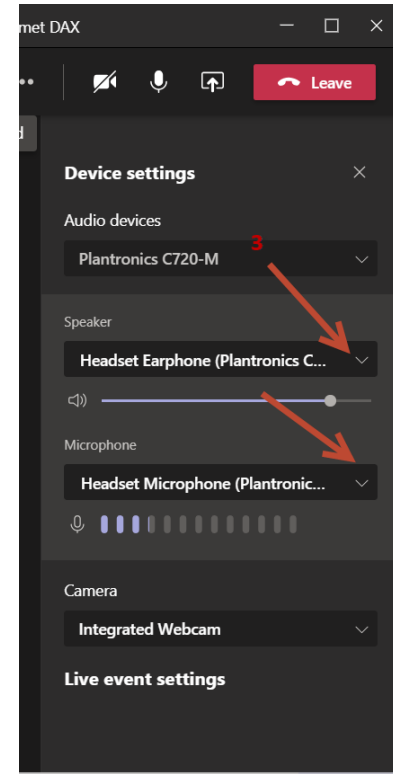 met DAX
Leave
d
Device settings
Audio devices
3
Plantronics C720-M
Speaker
Headset Earphone (Plantronics C...
Microphone
Headset Microphone (Plantronic...
Camera
Integrated Webcam
Live event settings